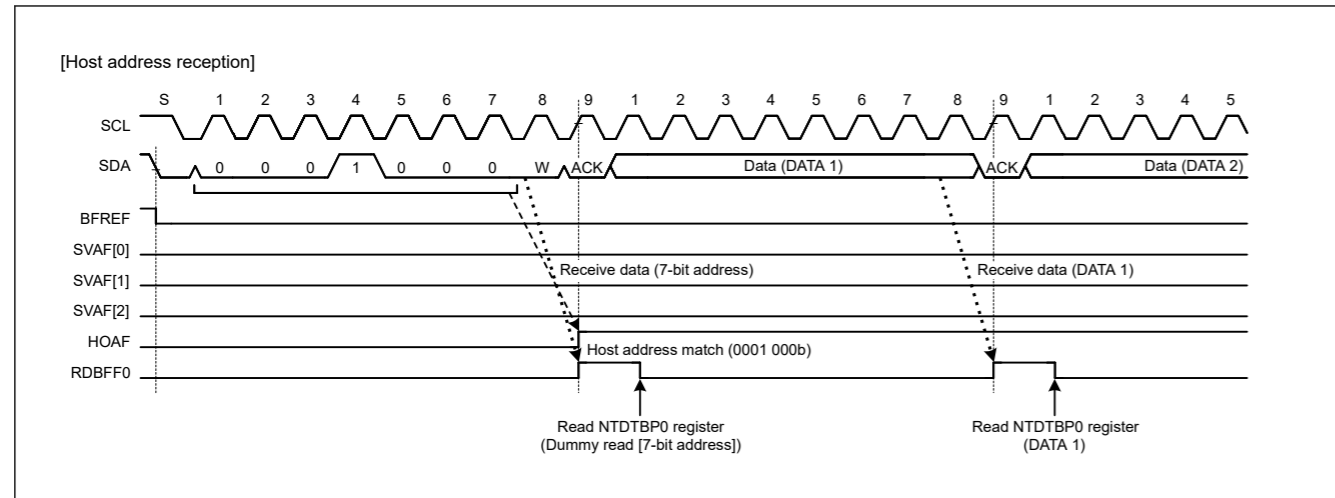 [Host address reception]
S 1 2 3 4 5 6 7 8 9 1 2 3 4 5 6 7 8 9 1 2 3 4 5
SCL
SDA 0 0 0 1 0 0 0 W ACK Data (DATA 1) ACK Data (DATA 2)
BFREF
SVAF[0]
Receive data (7-bit address) Receive data (DATA 1)
SVAF[1]
SVAF[2]
HOAF
Host address match (0001 000b)
RDBFF0
Read NTDTBP0 register Read NTDTBP0 register
(Dummy read [7-bit address]) (DATA 1)